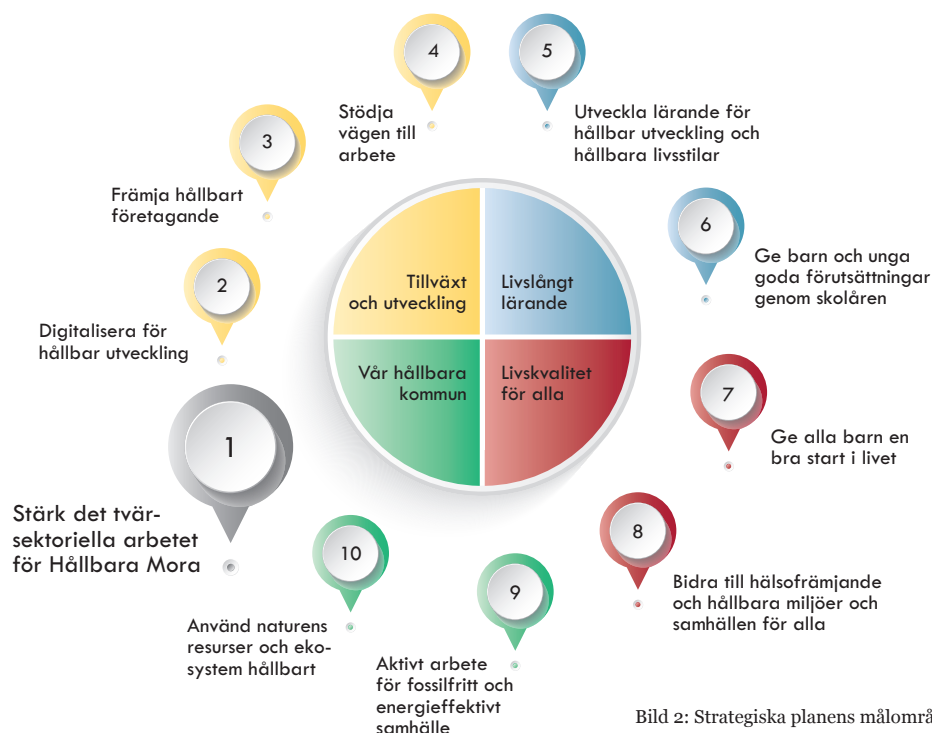 4
Stödja
vägen till
arbete
5
Utveckla lärande för
hållbar utveckling och
hållbara livsstilar
3
Främja hållbart
företagande
6
Ge barn och unga
goda förutsättningar
genom skolåren
2
Digitalisera för
hållbar utveckling
Tillväxt
och utveckling
Livslångt
lärande
Vår hållbara
kommun
Livskvalitet
för alla
7
Ge alla barn en
bra start i livet
1
Stärk det tvär-
sektoriella arbetet
för Hållbara Mora
8
Bidra till hälsofrämjande
och hållbara miljöer och
samhällen för alla
10
Använd naturens
resurser och eko-
system hållbart
9
Aktivt arbete
för fossilfritt och
energieffektivt
samhälle
Bild 2: Strategiska planens målområ